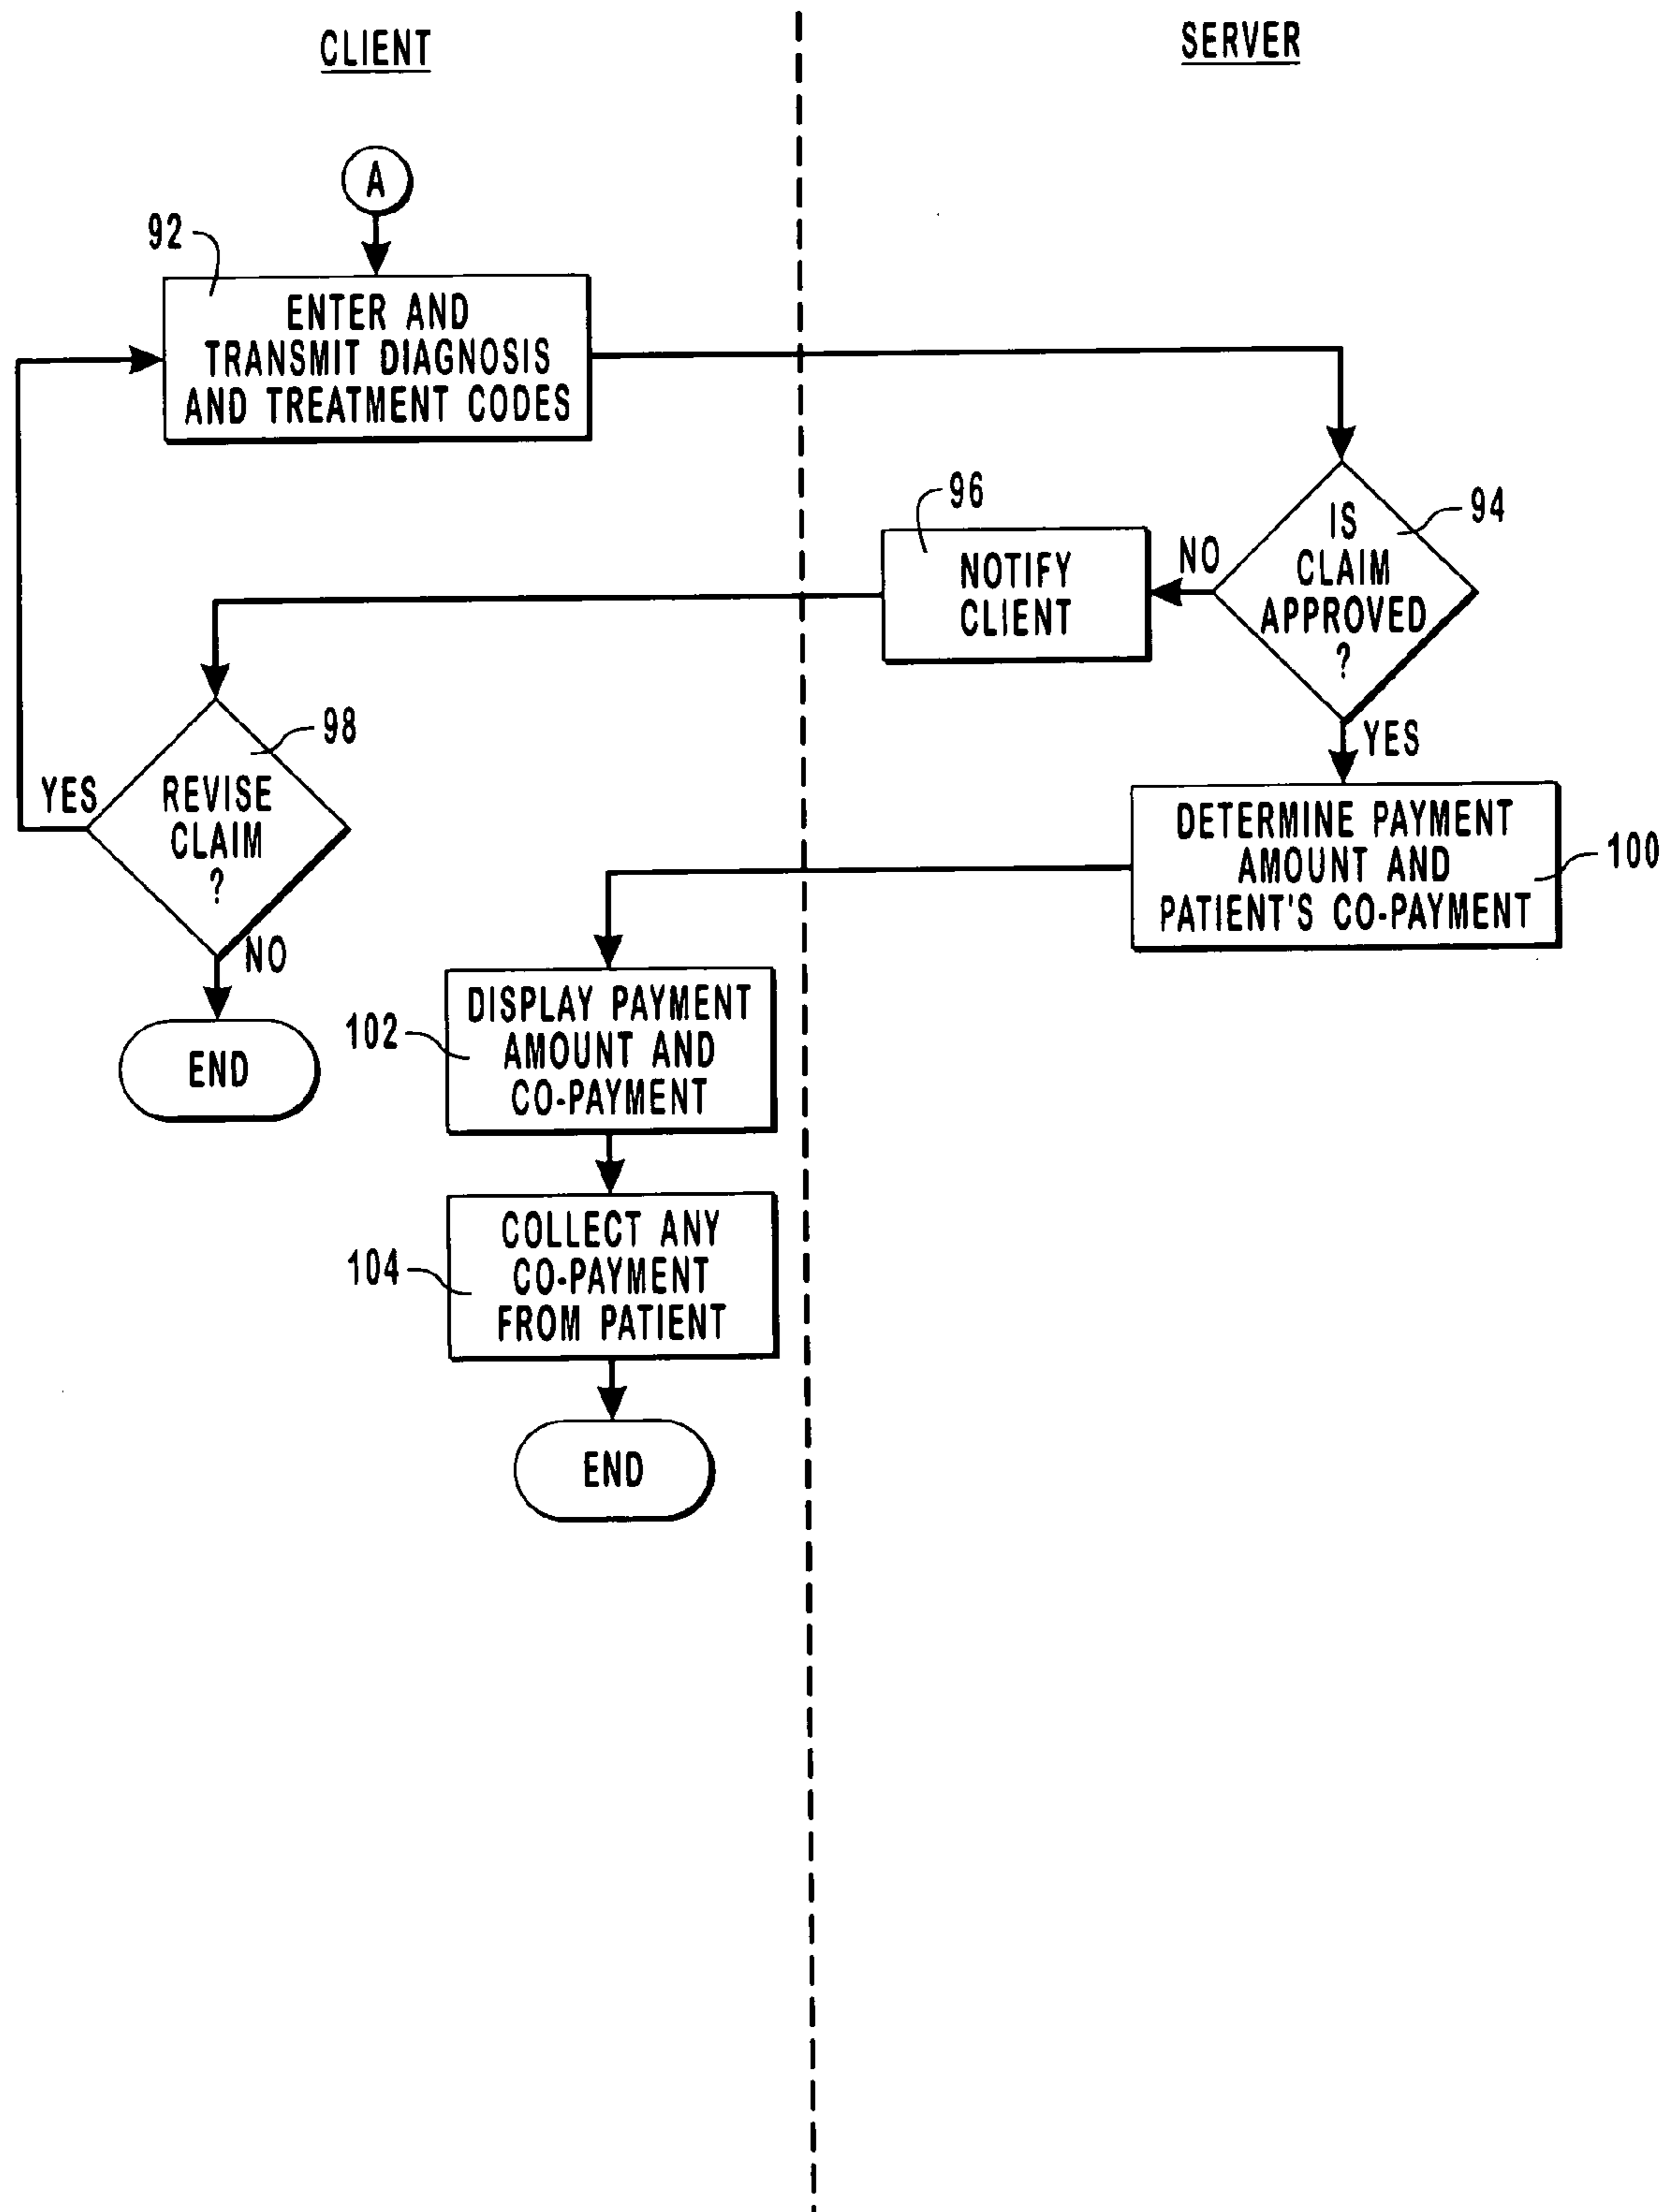 CLIENT
SERVER
A
92
ENTER AND
TRANSMIT DIAGNOSIS
AND TREATMENT CODES
96
NOTIFY
CLIENT
NO
94
IS
CLAIM
APPROVED
?
YES
98
REVISE
CLAIM
?
YES
NO
END
DETERMINE PAYMENT
AMOUNT AND
PATIENT'S CO-PAYMENT
100
102
DISPLAY PAYMENT
AMOUNT AND
CO-PAYMENT
104
COLLECT ANY
CO-PAYMENT
FROM PATIENT
END